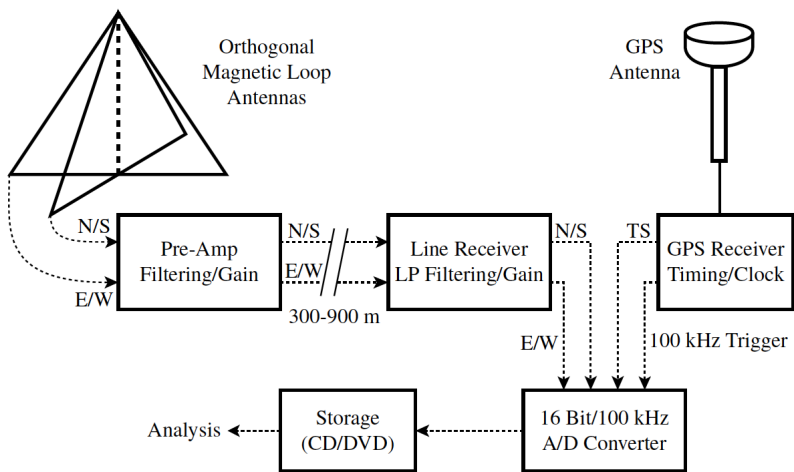 Orthogonal
Magnetic Loop
Antennas
GPS
Antenna
N/S
E/W
Pre-Amp
Filtering/Gain
N/S
E/W
300-900 m
Line Receiver
LP Filtering/Gain
N/S
E/W
TS
GPS Receiver
Timing/Clock
100 kHz Trigger
16 Bit/100 kHz
A/D Converter
Storage
(CD/DVD)
Analysis